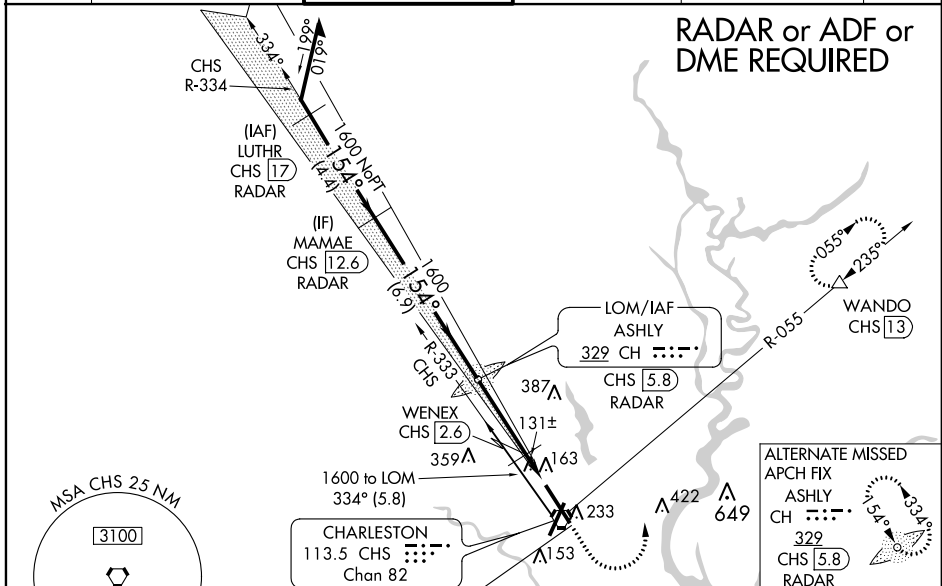 RADAR or ADF or
DME REQUIRED
334°
199°
019°
CHS
R-334
(IAF)
LUTHR
CHS 17
RADAR
1600 NoPT
154°
(4.4)
(IF)
MAMAE
CHS 12.6
RADAR
1600
154°
(6.9)
R-333
CHS
LOM/IAF
ASHLY
329 CH
CHS 5.8
RADAR
055°
235°
WANDO
CHS 13
R-055
387
131±
WENEX
CHS 2.6
359
163
1600 to LOM
334° (5.8)
233
422
649
153
CHARLESTON
113.5 CHS
Chan 82
MSA CHS 25 NM
3100
ALTERNATE MISSED
APCH FIX
ASHLY
CH
329
CHS 5.8
RADAR
154°
334°